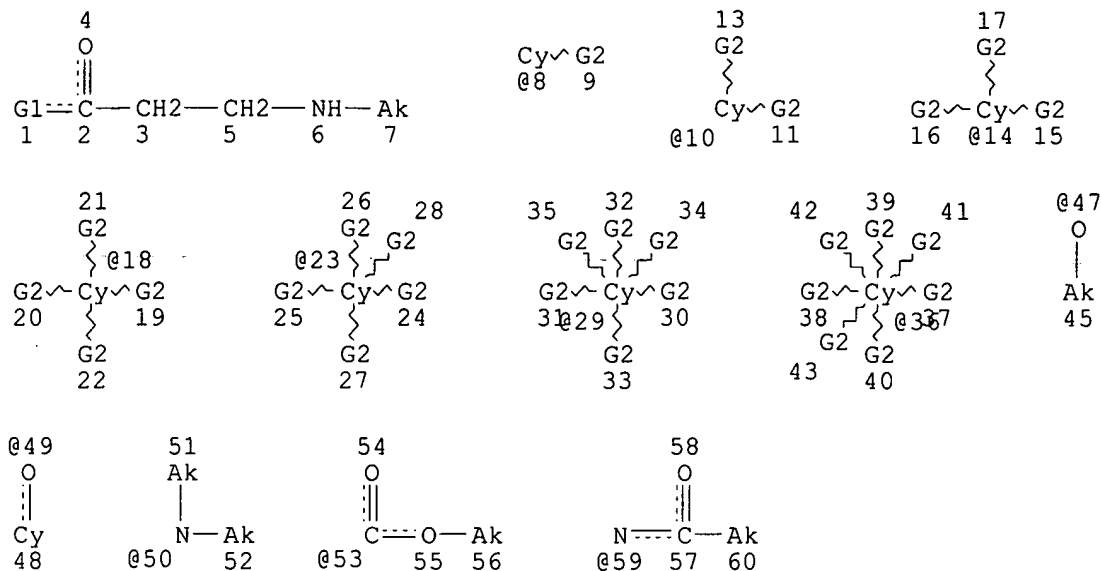 4 13 17
O G2 G2
Cy G2
@8 9
G1 C CH2 CH2 NH Ak Cy G2 G2 Cy G2
1 2 3 5 6 7 @10 11 16 @14 15
21 26 28 35 32 34 42 39 41 @47
G2 G2 G2 G2 G2 G2 G2 G2 G2 O
@18 @23
G2 Cy G2 G2 Cy G2 G2 Cy G2 G2 Cy G2 Ak
20 19 25 24 31 @29 30 38 @36 37 45
G2 G2 G2 G2 G2
22 27 33 43 40
@49 51 54 58
O Ak O O
Cy N Ak C O Ak N C Ak
48 @50 52 @53 55 56 @59 57 60